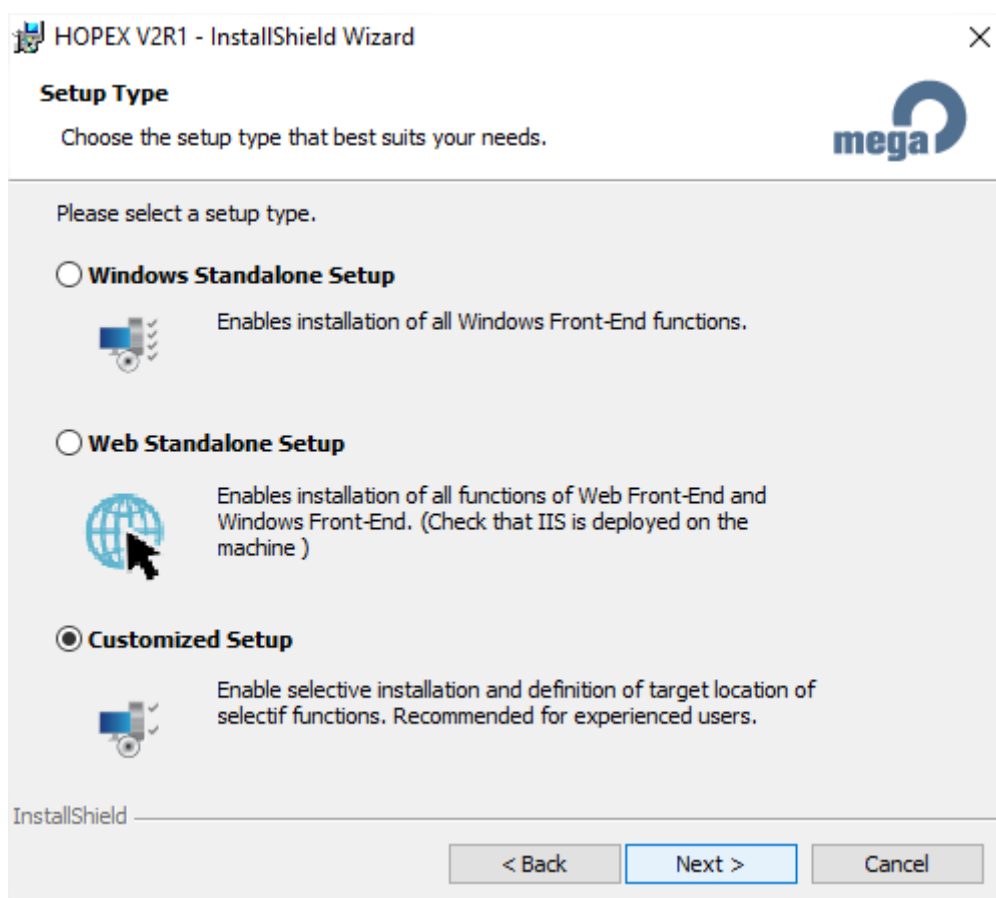 HOPEX V2R1 - InstallShield Wizard
Setup Type
Choose the setup type that best suits your needs.
mega
Please select a setup type.
Windows Standalone Setup
Enables installation of all Windows Front-End functions.
Web Standalone Setup
Enables installation of all functions of Web Front-End and
Windows Front-End. (Check that IIS is deployed on the
machine )
Customized Setup
Enable selective installation and definition of target location of
selectif functions. Recommended for experienced users.
InstallShield
< Back
Next >
Cancel